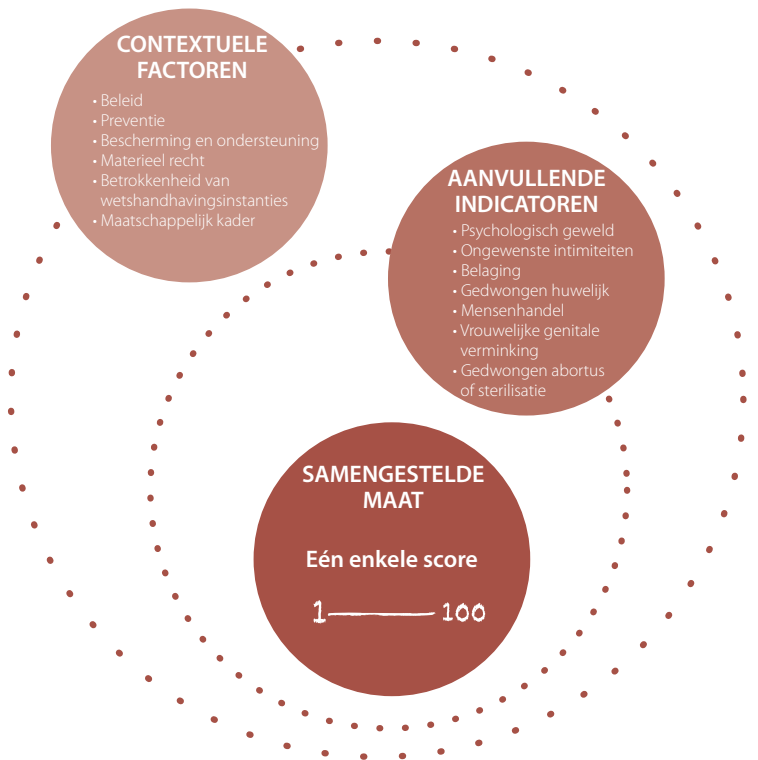 CONTEXTUELE
FACTOREN
• Beleid
• Preventie
• Bescherming en ondersteuning
• Materieel recht
• Betrokkenheid van
wetshandhavingsinstanties
• Maatschappelijk kader
AANVULLENDE
INDICATOREN
• Psychologisch geweld
• Ongewenste intimiteiten
• Belaging
• Gedwongen huwelijk
• Mensenhandel
• Vrouwelijke genitale
verminking
• Gedwongen abortus
of sterilisatie
SAMENGESTELDE
MAAT
Eén enkele score
1 100